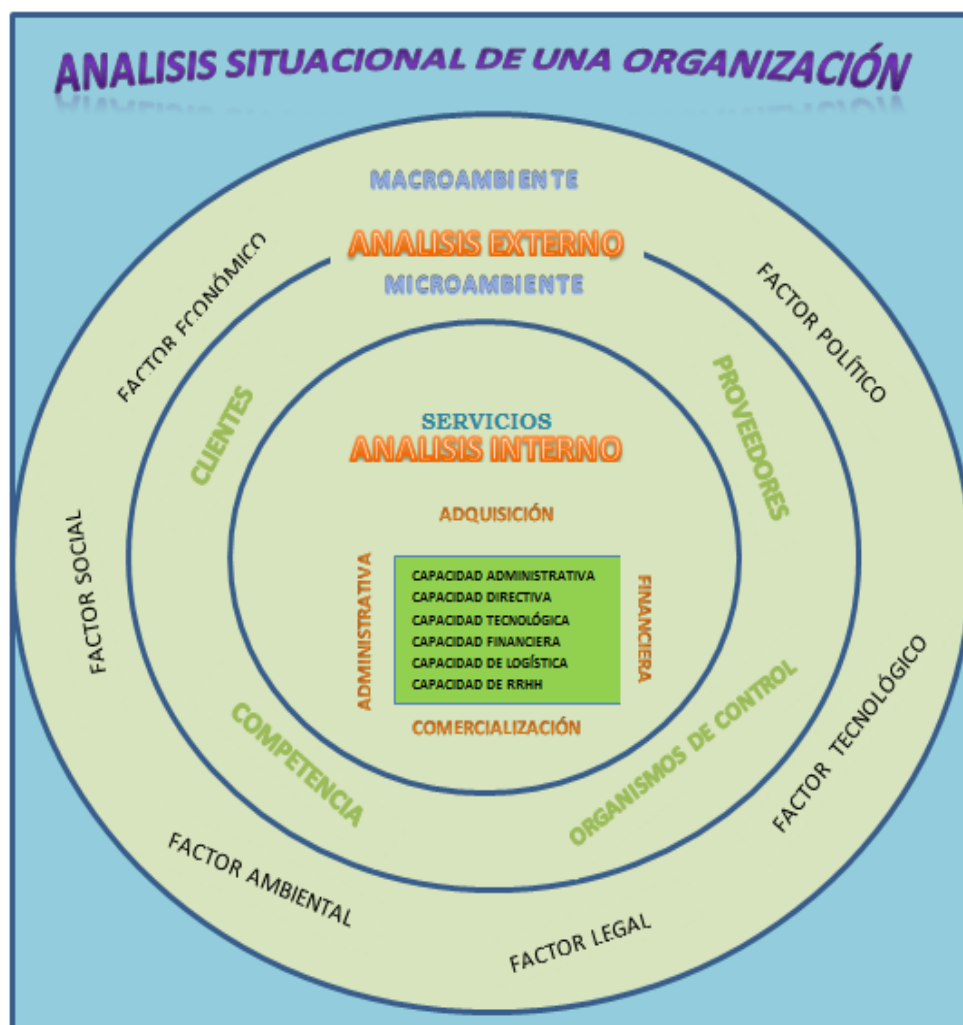 ANALISIS SITUACIONAL DE UNA ORGANIZACIÓN
MACROAMBIENTE
ANALISIS EXTERNO
MICROAMBIENTE
FACTOR ECONÓMICO
FACTOR POLÍTICO
CLIENTES
PROVEEDORES
SERVICIOS
ANALISIS INTERNO
ADQUISICIÓN
FACTOR SOCIAL
ADMINISTRATIVA
CAPACIDAD ADMINISTRATIVA
CAPACIDAD DIRECTIVA
CAPACIDAD TECNOLÓGICA
CAPACIDAD FINANCIERA
CAPACIDAD DE LOGÍSTICA
CAPACIDAD DE RRHH
FINANCIERA
COMERCIALIZACIÓN
COMPETENCIA
ORGANISMOS DE CONTROL
FACTOR TECNOLÓGICO
FACTOR AMBIENTAL
FACTOR LEGAL